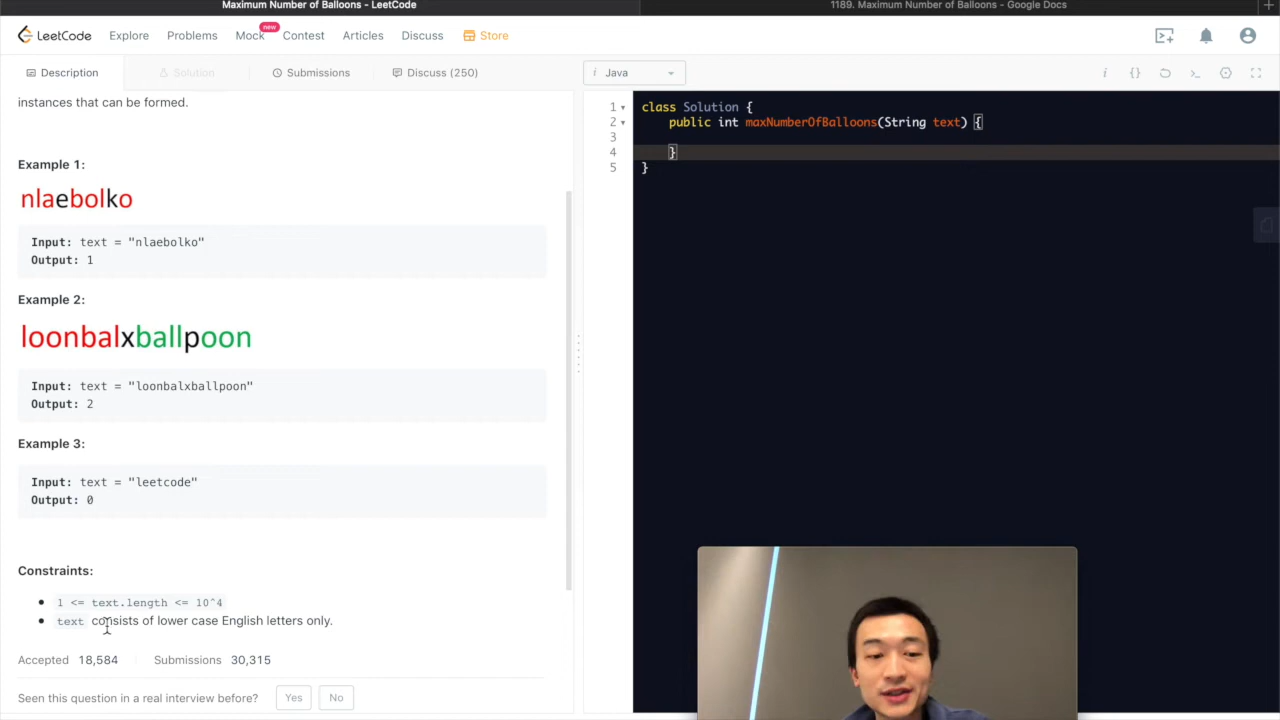 Maximum Number of Balloons - LeetCode
1189. Maximum Number of Balloons - Google Docs
LeetCode
Explore
Problems
Mock
new
Contest
Articles
Discuss
Store
Description
Solution
Submissions
Discuss (250)
i Java
instances that can be formed.
Example 1:
nlaebolko
Input: text = "nlaebolko"
Output: 1
Example 2:
loonbalxballpoon
Input: text = "loonbalxballpoon"
Output: 2
Example 3:
Input: text = "leetcode"
Output: 0
Constraints:
1 <= text.length <= 10^4
text consists of lower case English letters only.
Accepted 18,584 Submissions 30,315
Seen this question in a real interview before? Yes No
1 class Solution {
2 public int maxNumberOfBalloons(String text) {
3
4 }
5 }